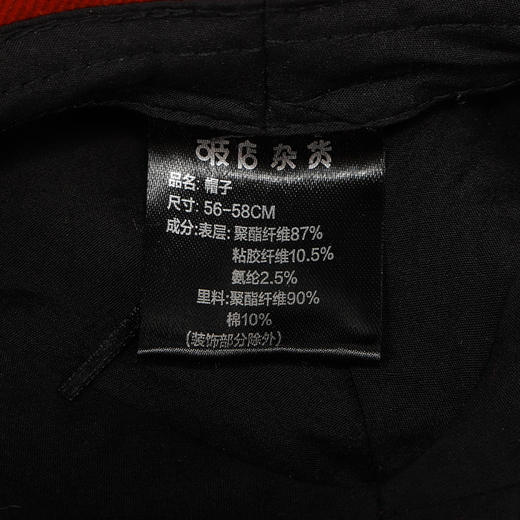 吱店杂货
品名: 帽子
尺寸: 56-58CM
成分: 表层: 聚酯纤维87%
粘胶纤维10.5%
氨纶2.5%
里料: 聚酯纤维90%
棉10%
(装饰部分除外)